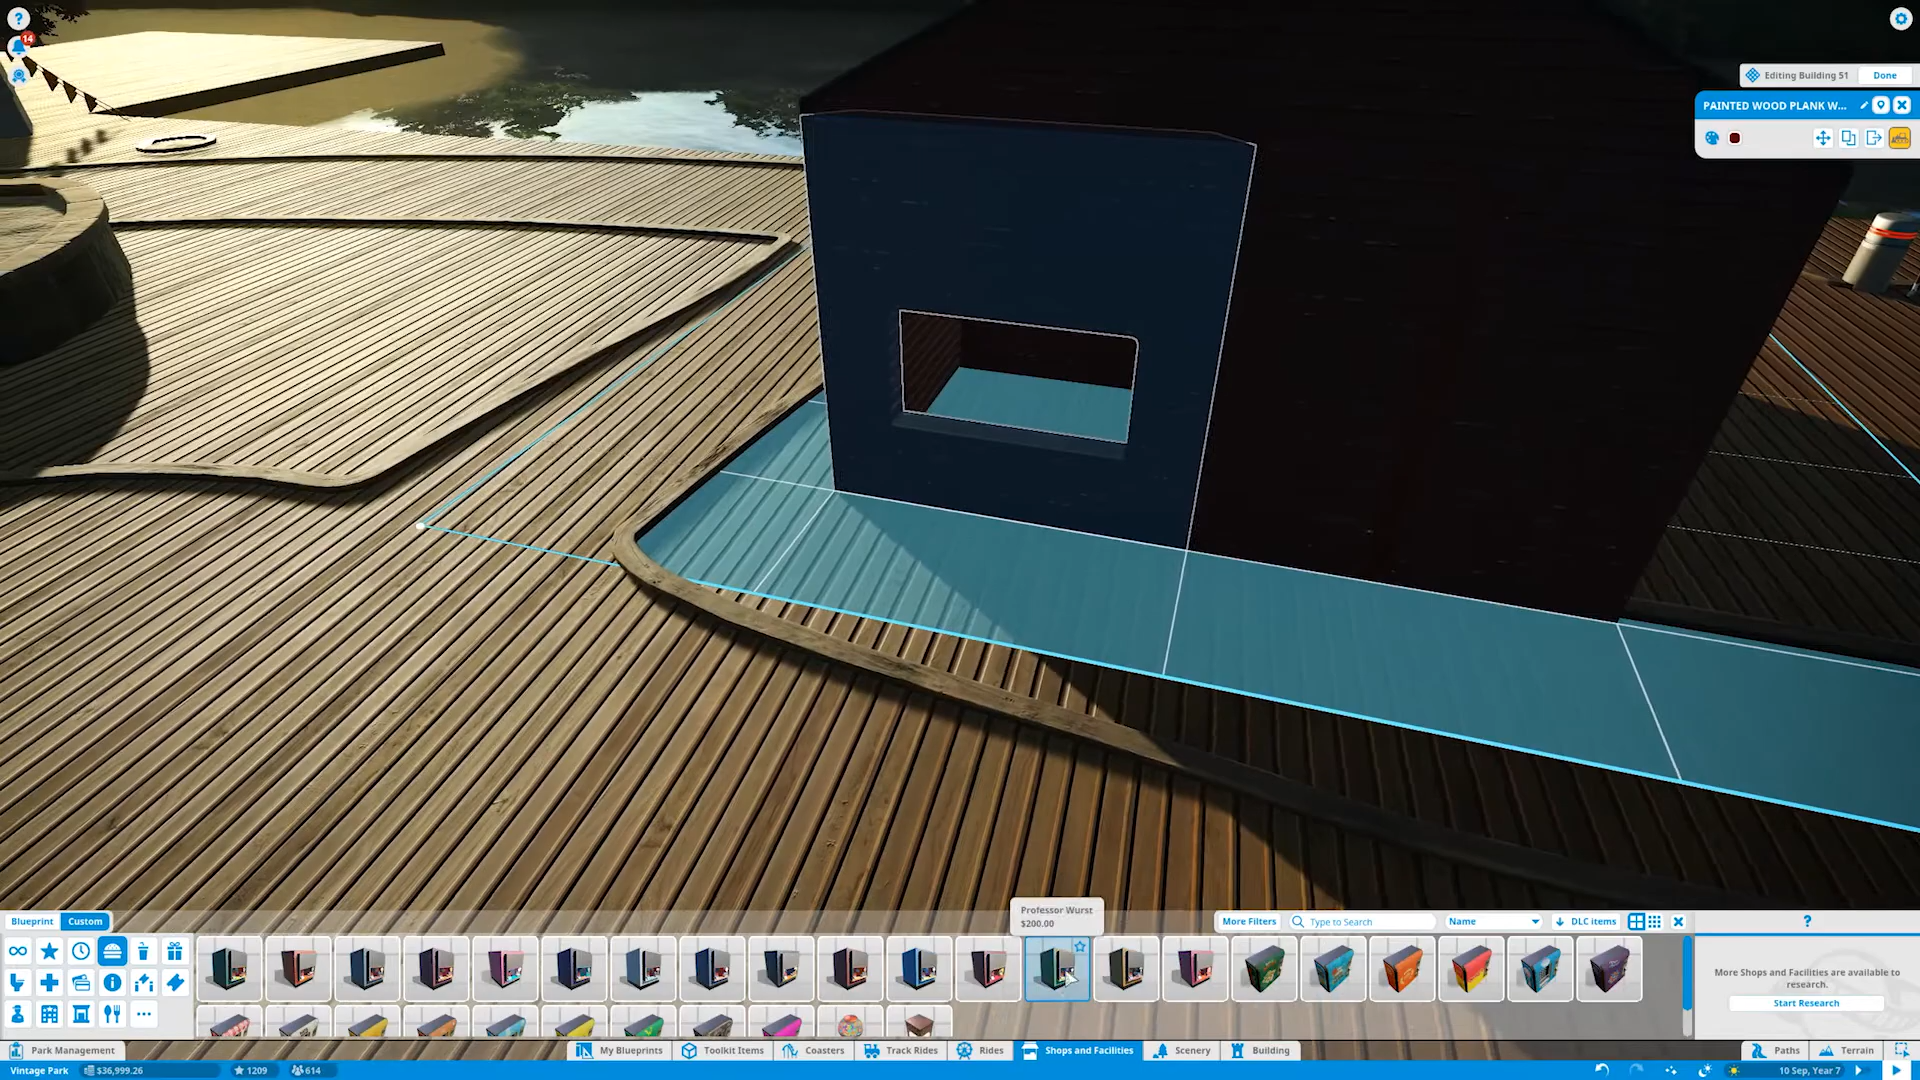 ?
14
Editing Building 51
Done
PAINTED WOOD PLANK W...
Professor Wurst
$200.00
Blueprint
Custom
More Filters
Type to Search
Name
DLC items
?
More Shops and Facilities are available to
research.
Start Research
Park Management
My Blueprints
Toolkit Items
Coasters
Track Rides
Rides
Shops and Facilities
Scenery
Building
Paths
Terrain
Vintage Park
$36,999.26
1209
614
10 Sep, Year 7